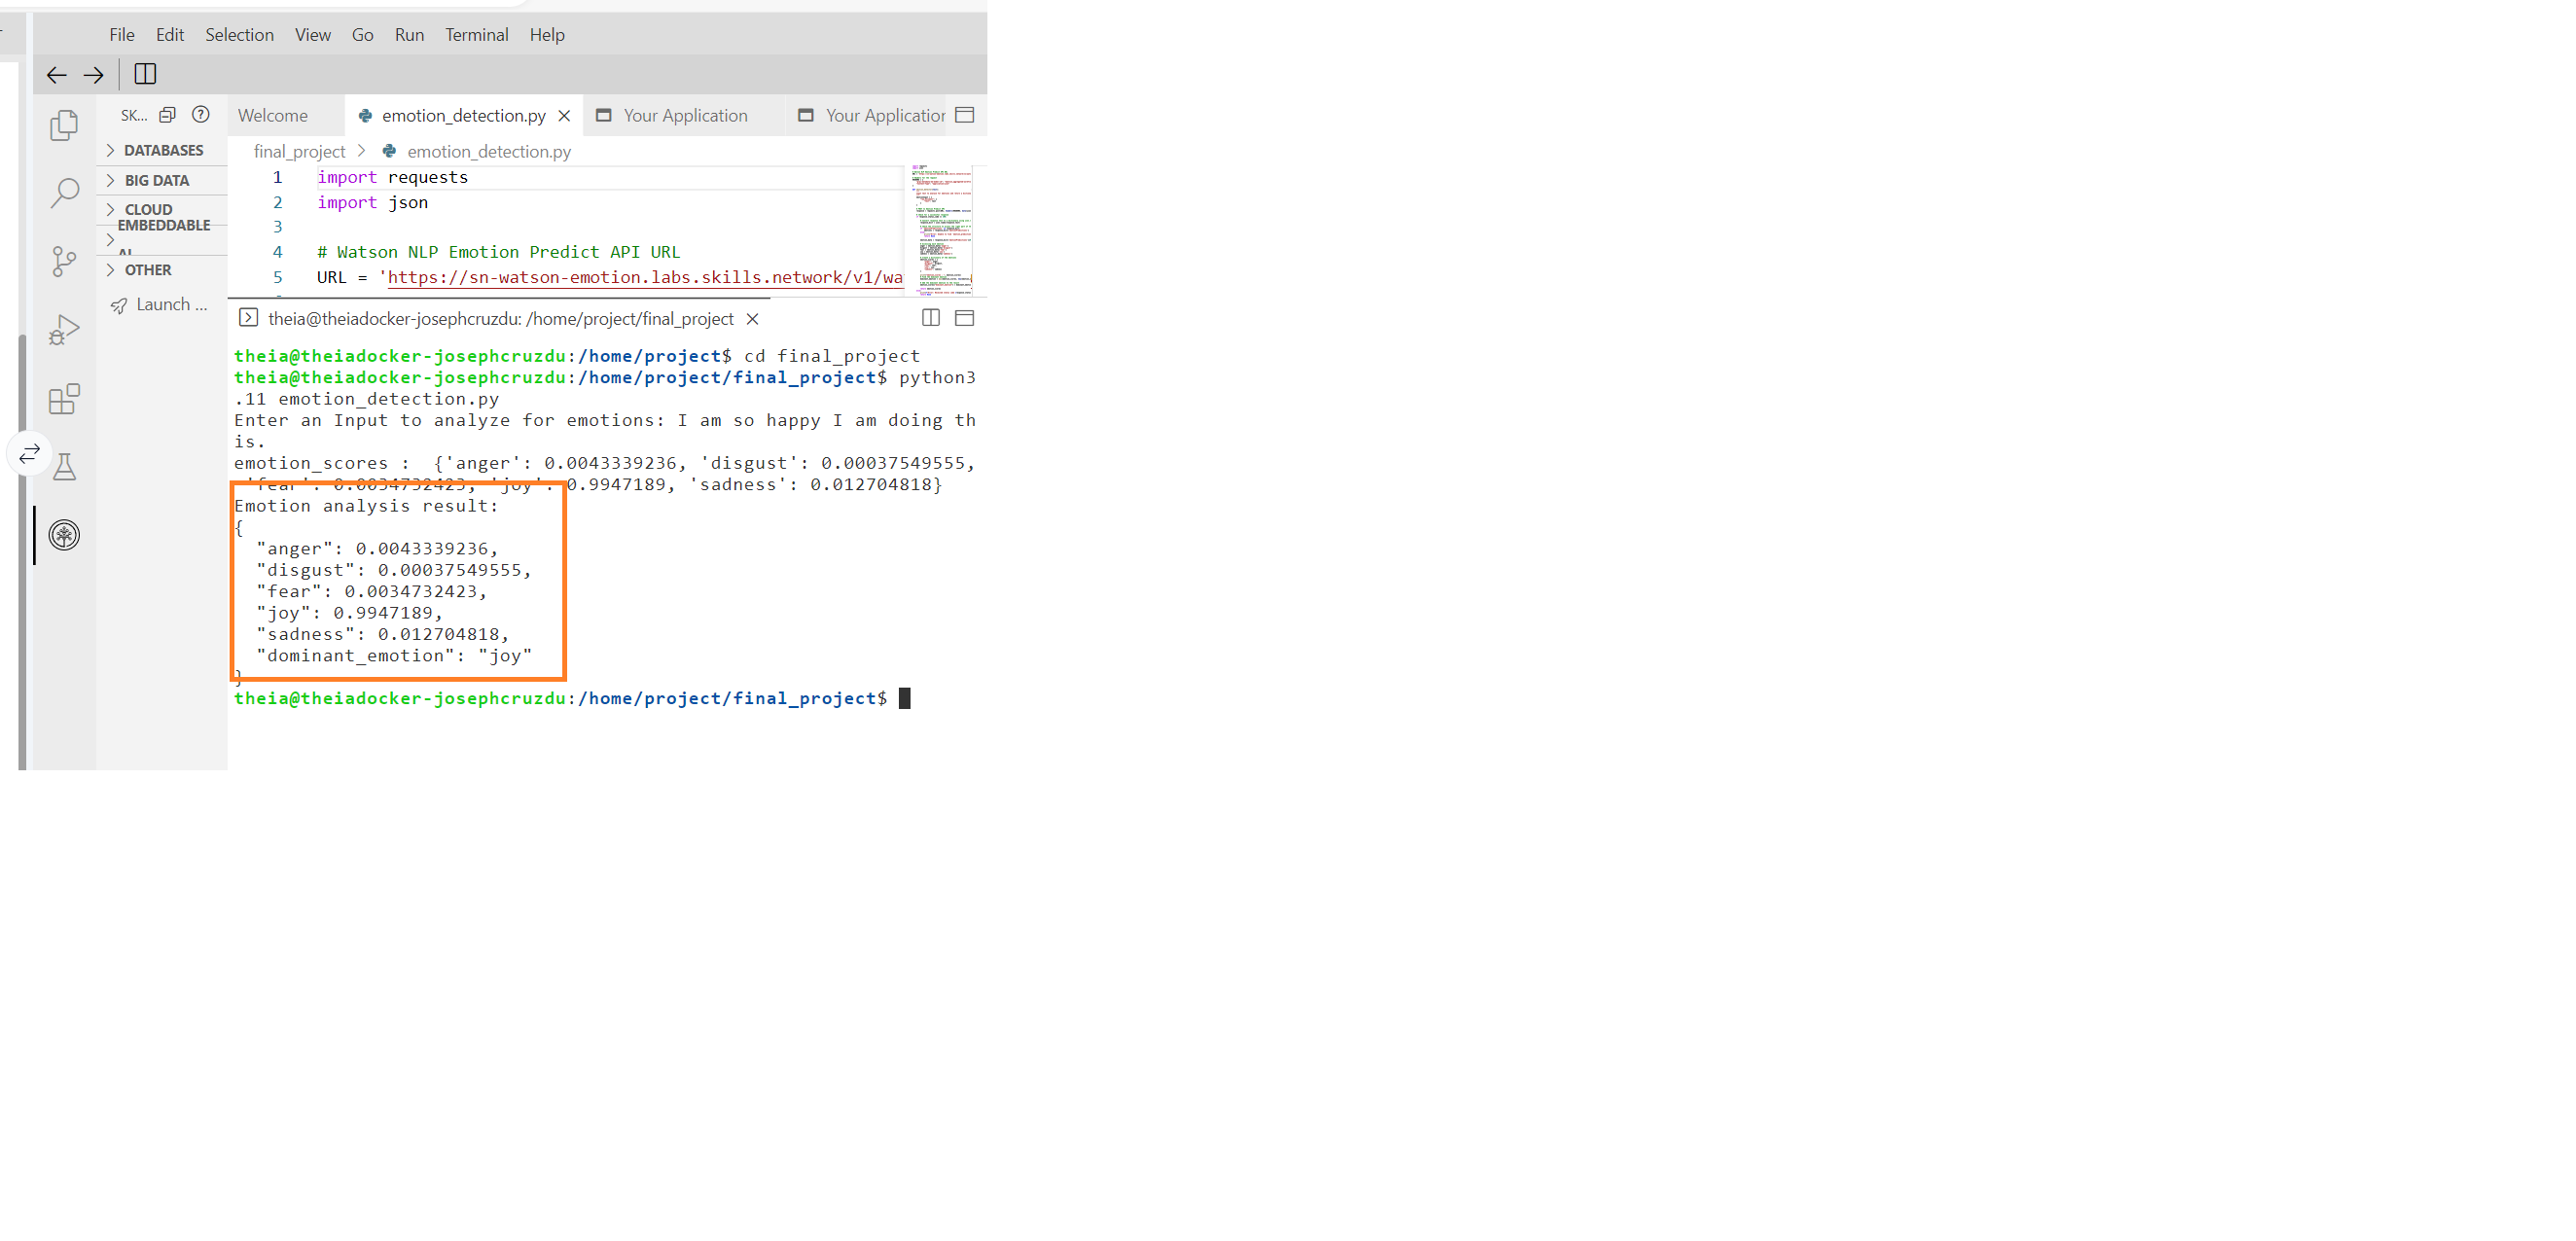 File Edit Selection View Go Run Terminal Help
SK... Welcome emotion_detection.py Your Application Your Application
DATABASES
BIG DATA
CLOUD
EMBEDDABLE
AI
OTHER
Launch ...
final_project > emotion_detection.py
1 import requests
2 import json
3
4 # Watson NLP Emotion Predict API URL
5 URL = 'https://sn-watson-emotion.labs.skills.network/v1/wa
theia@theiadocker-josephcruzdu: /home/project/final_project
theia@theiadocker-josephcruzdu:/home/project$ cd final_project
theia@theiadocker-josephcruzdu:/home/project/final_project$ python3
.11 emotion_detection.py
Enter an Input to analyze for emotions: I am so happy I am doing th
is.
emotion_scores :  {'anger': 0.0043339236, 'disgust': 0.00037549555,
'fear': 0.0034732423, 'joy': 0.9947189, 'sadness': 0.012704818}
Emotion analysis result:
{
"anger": 0.0043339236,
"disgust": 0.00037549555,
"fear": 0.0034732423,
"joy": 0.9947189,
"sadness": 0.012704818,
"dominant_emotion": "joy"
}
theia@theiadocker-josephcruzdu:/home/project/final_project$